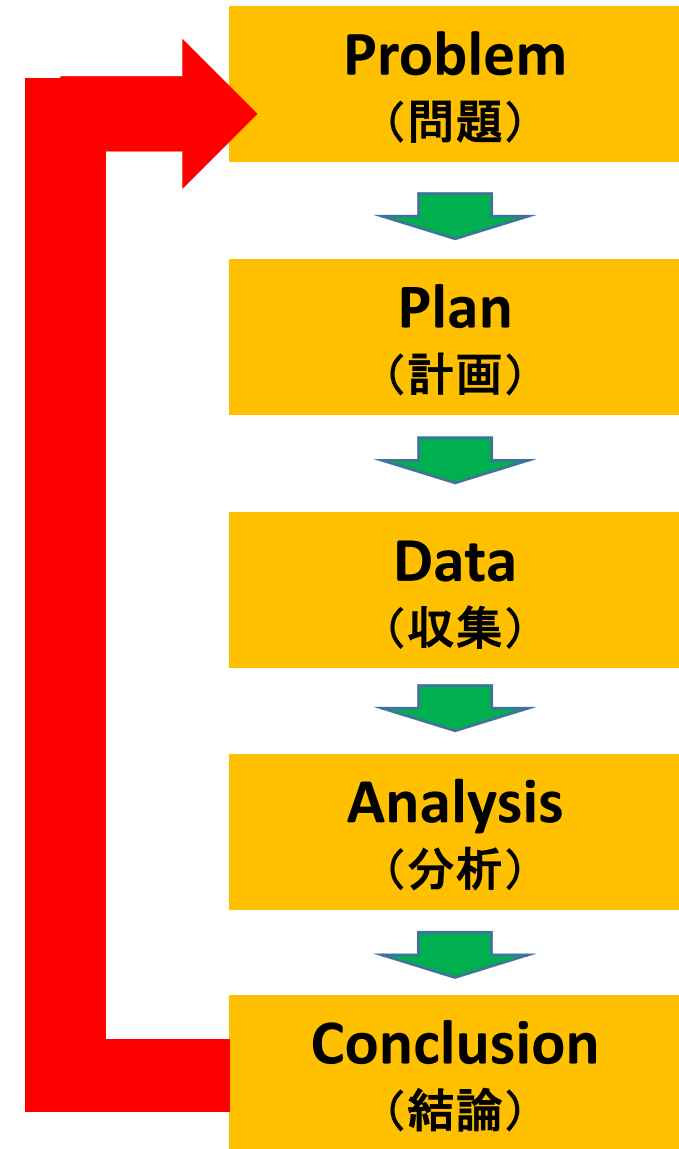 Problem
（問題）
Plan
（計画）
Data
（収集）
Analysis
（分析）
Conclusion
（結論）